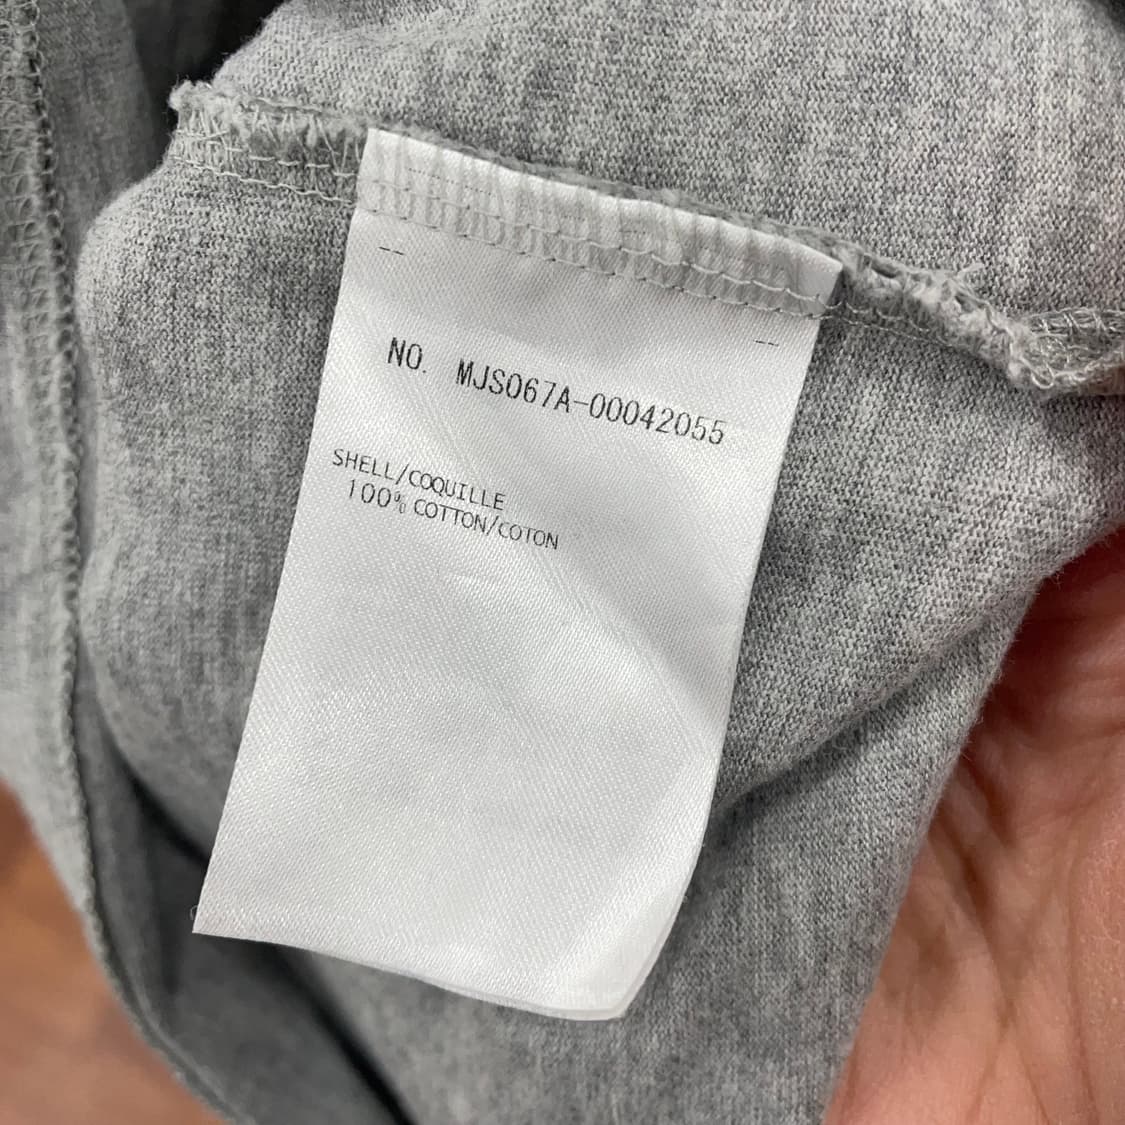 NO. MJS067A-00042055
SHELL/COQUILLE
100% COTTON/COTON